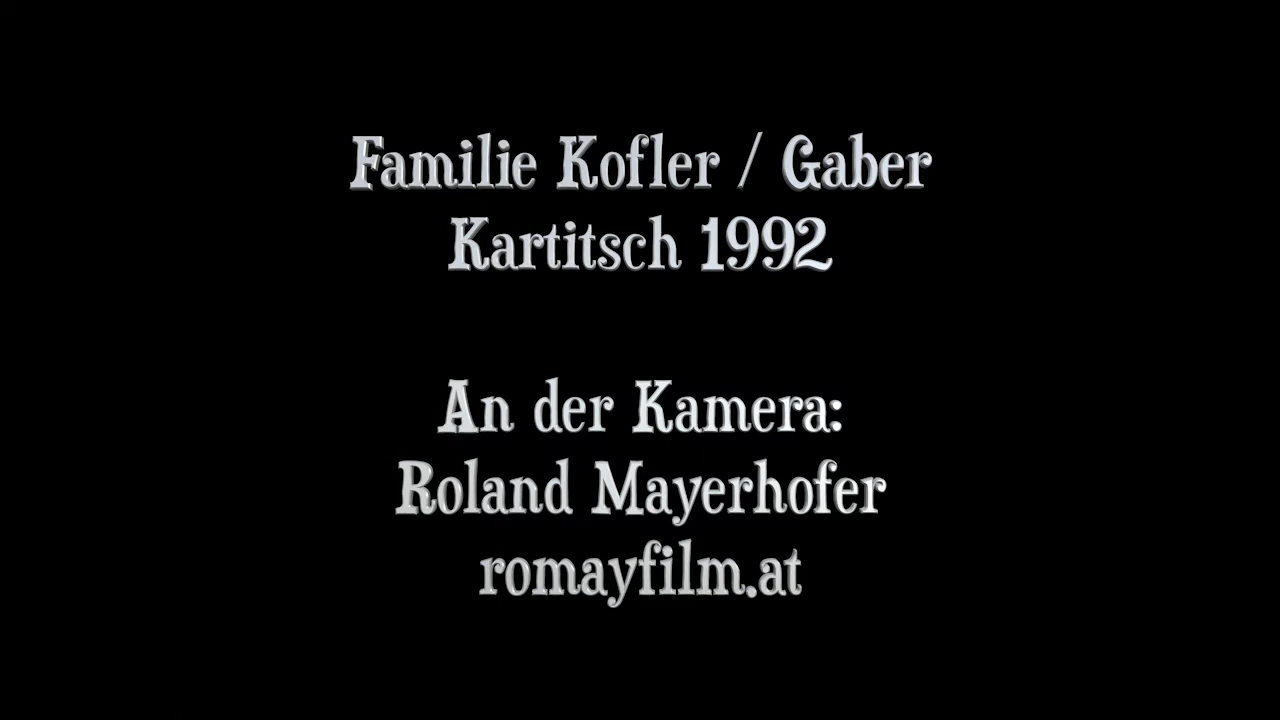 Familie Kofler / Gaber
Kartitsch 1992
An der Kamera:
Roland Mayerhofer
romayfilm.at